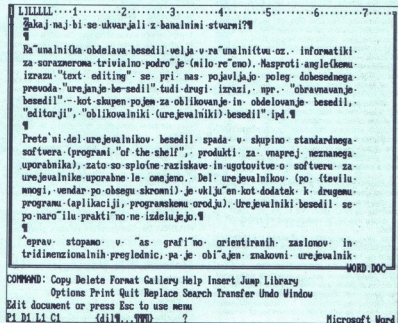 L]LLLLL····1·········2·········3·········4·········5·········6·········7····
Zakaj·naj·bi·se·ukvarjali·z·banalnimi·stvarmi?¶
¶
Ra~unalni{ka·obdelava·besedil·velja·v·ra~unalni{tvu·oz.·informatiki·
za·sorazmeroma·trivialno·podro~je·(milo·re~eno).·Nasproti·angle{kemu·
izrazu·"text·editing"·se·pri·nas·pojavljajo·poleg·dobesednega·
prevoda·"urejanje·be-sedil"·tudi·drugi·izrazi,·npr.·"obravnavanje·
besedil"·-·kot·skupen·pojem·za·oblikovanje·in·obdelovanje·besedil,·
"editorji",·"oblikovalniki·(urejevalniki)·besedil"·ipd.¶
¶
Prete`ni·del·urejevalnikov·besedil·spada·v·skupino·standardnega·
softvera·(programi·"of·the·shelf",·produkti·za·vnaprej·neznanega·
uporabnika),·zato·so·splo{ne·raziskave·in·ugotovitve·o·softveru·za·
urejevalnike·uporabne·le·omejeno.·Del·urejevalnikov·(po·{tevilu·
mnogi,·vendar·po·obsegu·skromni)·je·vklju~en·kot·dodatek·k·drugemu·
programu·(aplikaciji,·programskemu·orodju).·Urejevalniki·besedil·se·
po·naro~ilu·prakti~no·ne·izdelujejo.¶
¶
^eprav·stopamo·v·~as·grafi~no·orientiranih·zaslonov·in·
tridimenzionalnih·preglednic,·pa·je·obi~ajen·znakovni·urejevalnik·
WORD.DOC
COMMAND: Copy Delete Format Gallery Help Insert Jump Library
Options Print Quit Replace Search Transfer Undo Window
Edit document or press Esc to use menu
P1 D1 L1 C1 {dil¶...¶¶¶} ? Microsoft Word